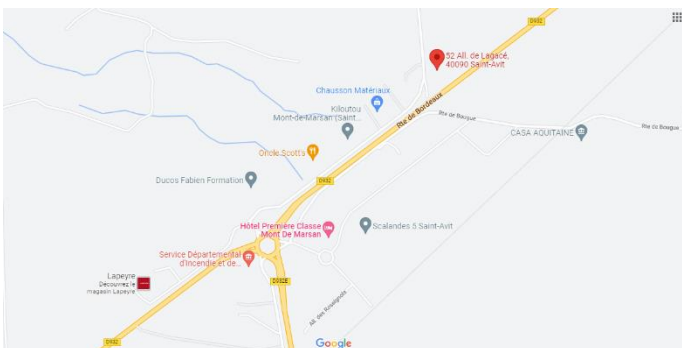 D932
52 All. de Lagacé,
40090 Saint-Avit
Chausson Matériaux
Kiloutou
Mont-de-Marsan (Saint...
Rte de Bordeaux
Rte de Bougue
Rte de Bougue
CASA AQUITAINE
Oncle Scott's
Ducos Fabien Formation
D932
Hôtel Première Classe
Mont De Marsan
Scalandes 5 Saint-Avit
Service Départemental
d'Incendie et de...
Lapeyre
Découvrez le
magasin Lapeyre
D932E
All. des Rossignols
D932
Google